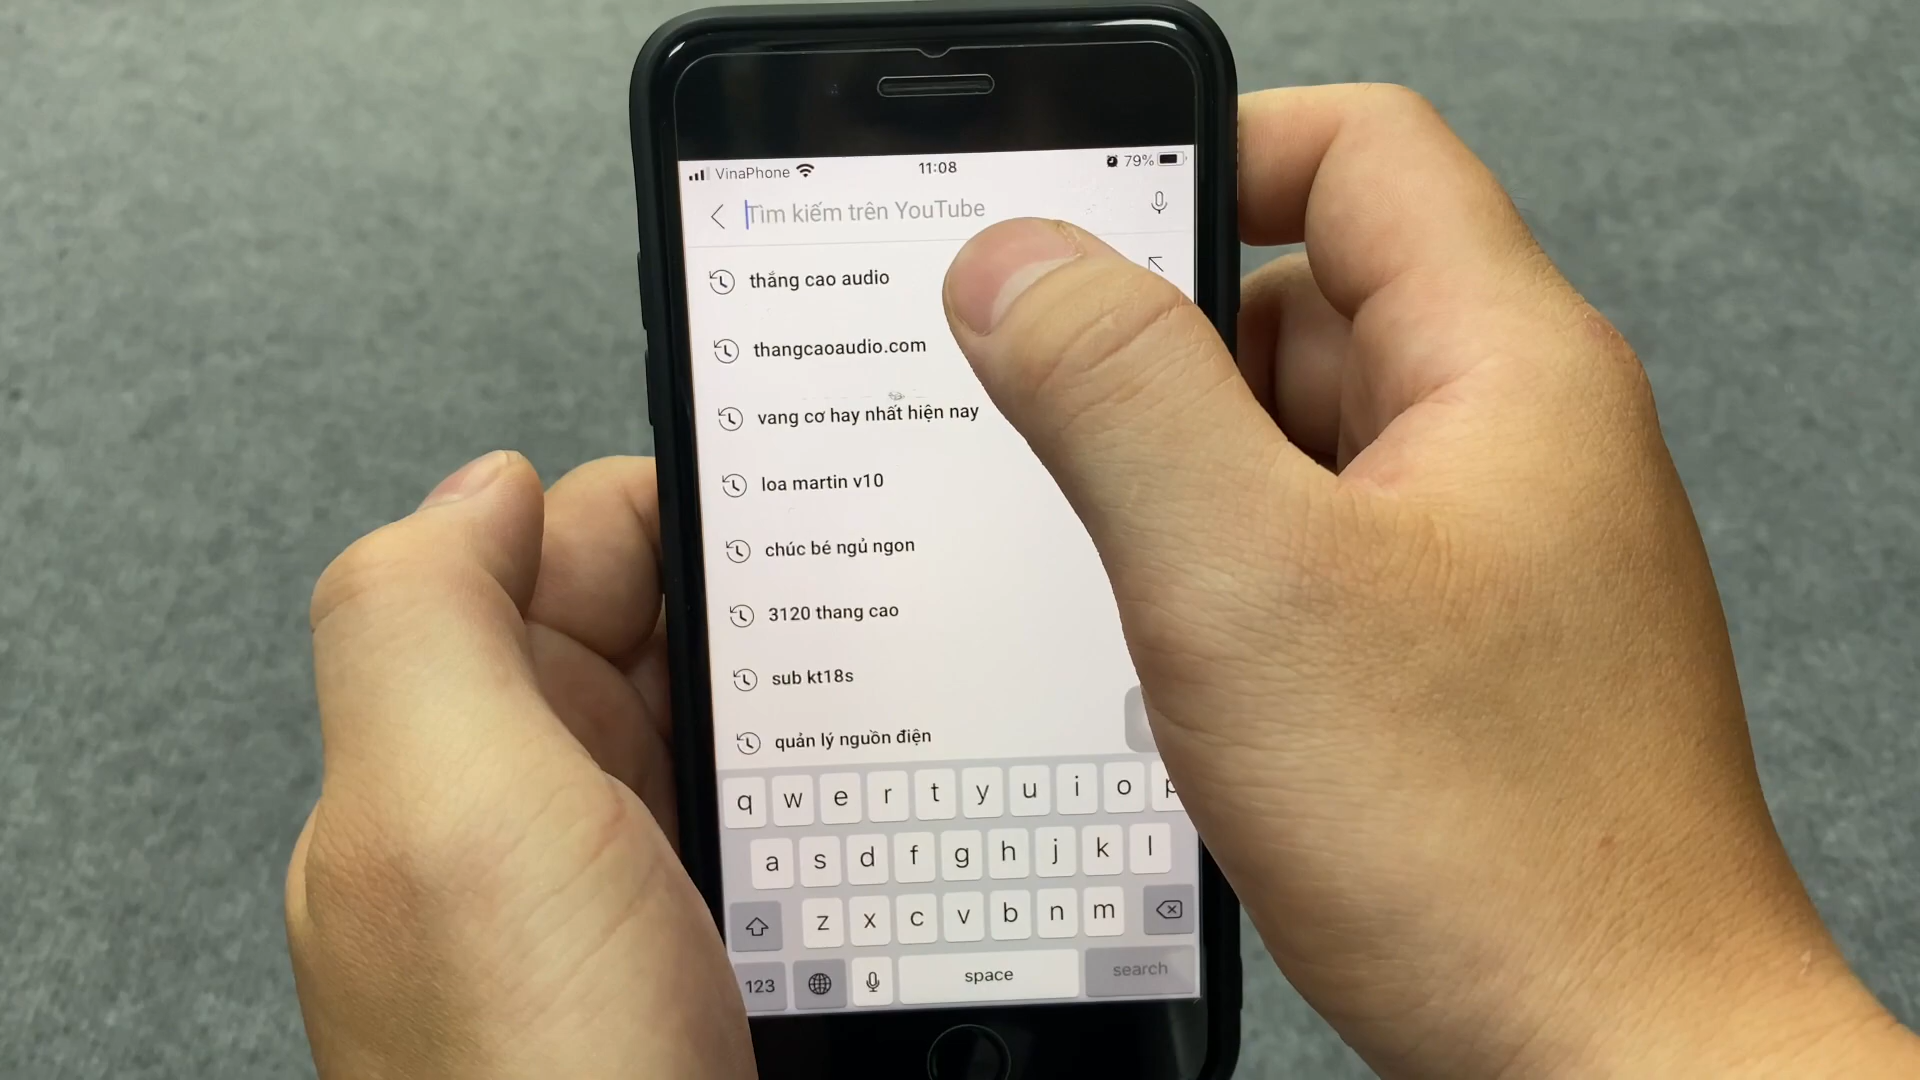 VinaPhone 11:08 79%
Tìm kiếm trên YouTube
thắng cao audio
thangcaoaudio.com
vang cơ hay nhất hiện nay
loa martin v10
chúc bé ngủ ngon
3120 thang cao
sub kt18s
quản lý nguồn điện
q w e r t y u i o p
a s d f g h j k l
z x c v b n m
123 space search